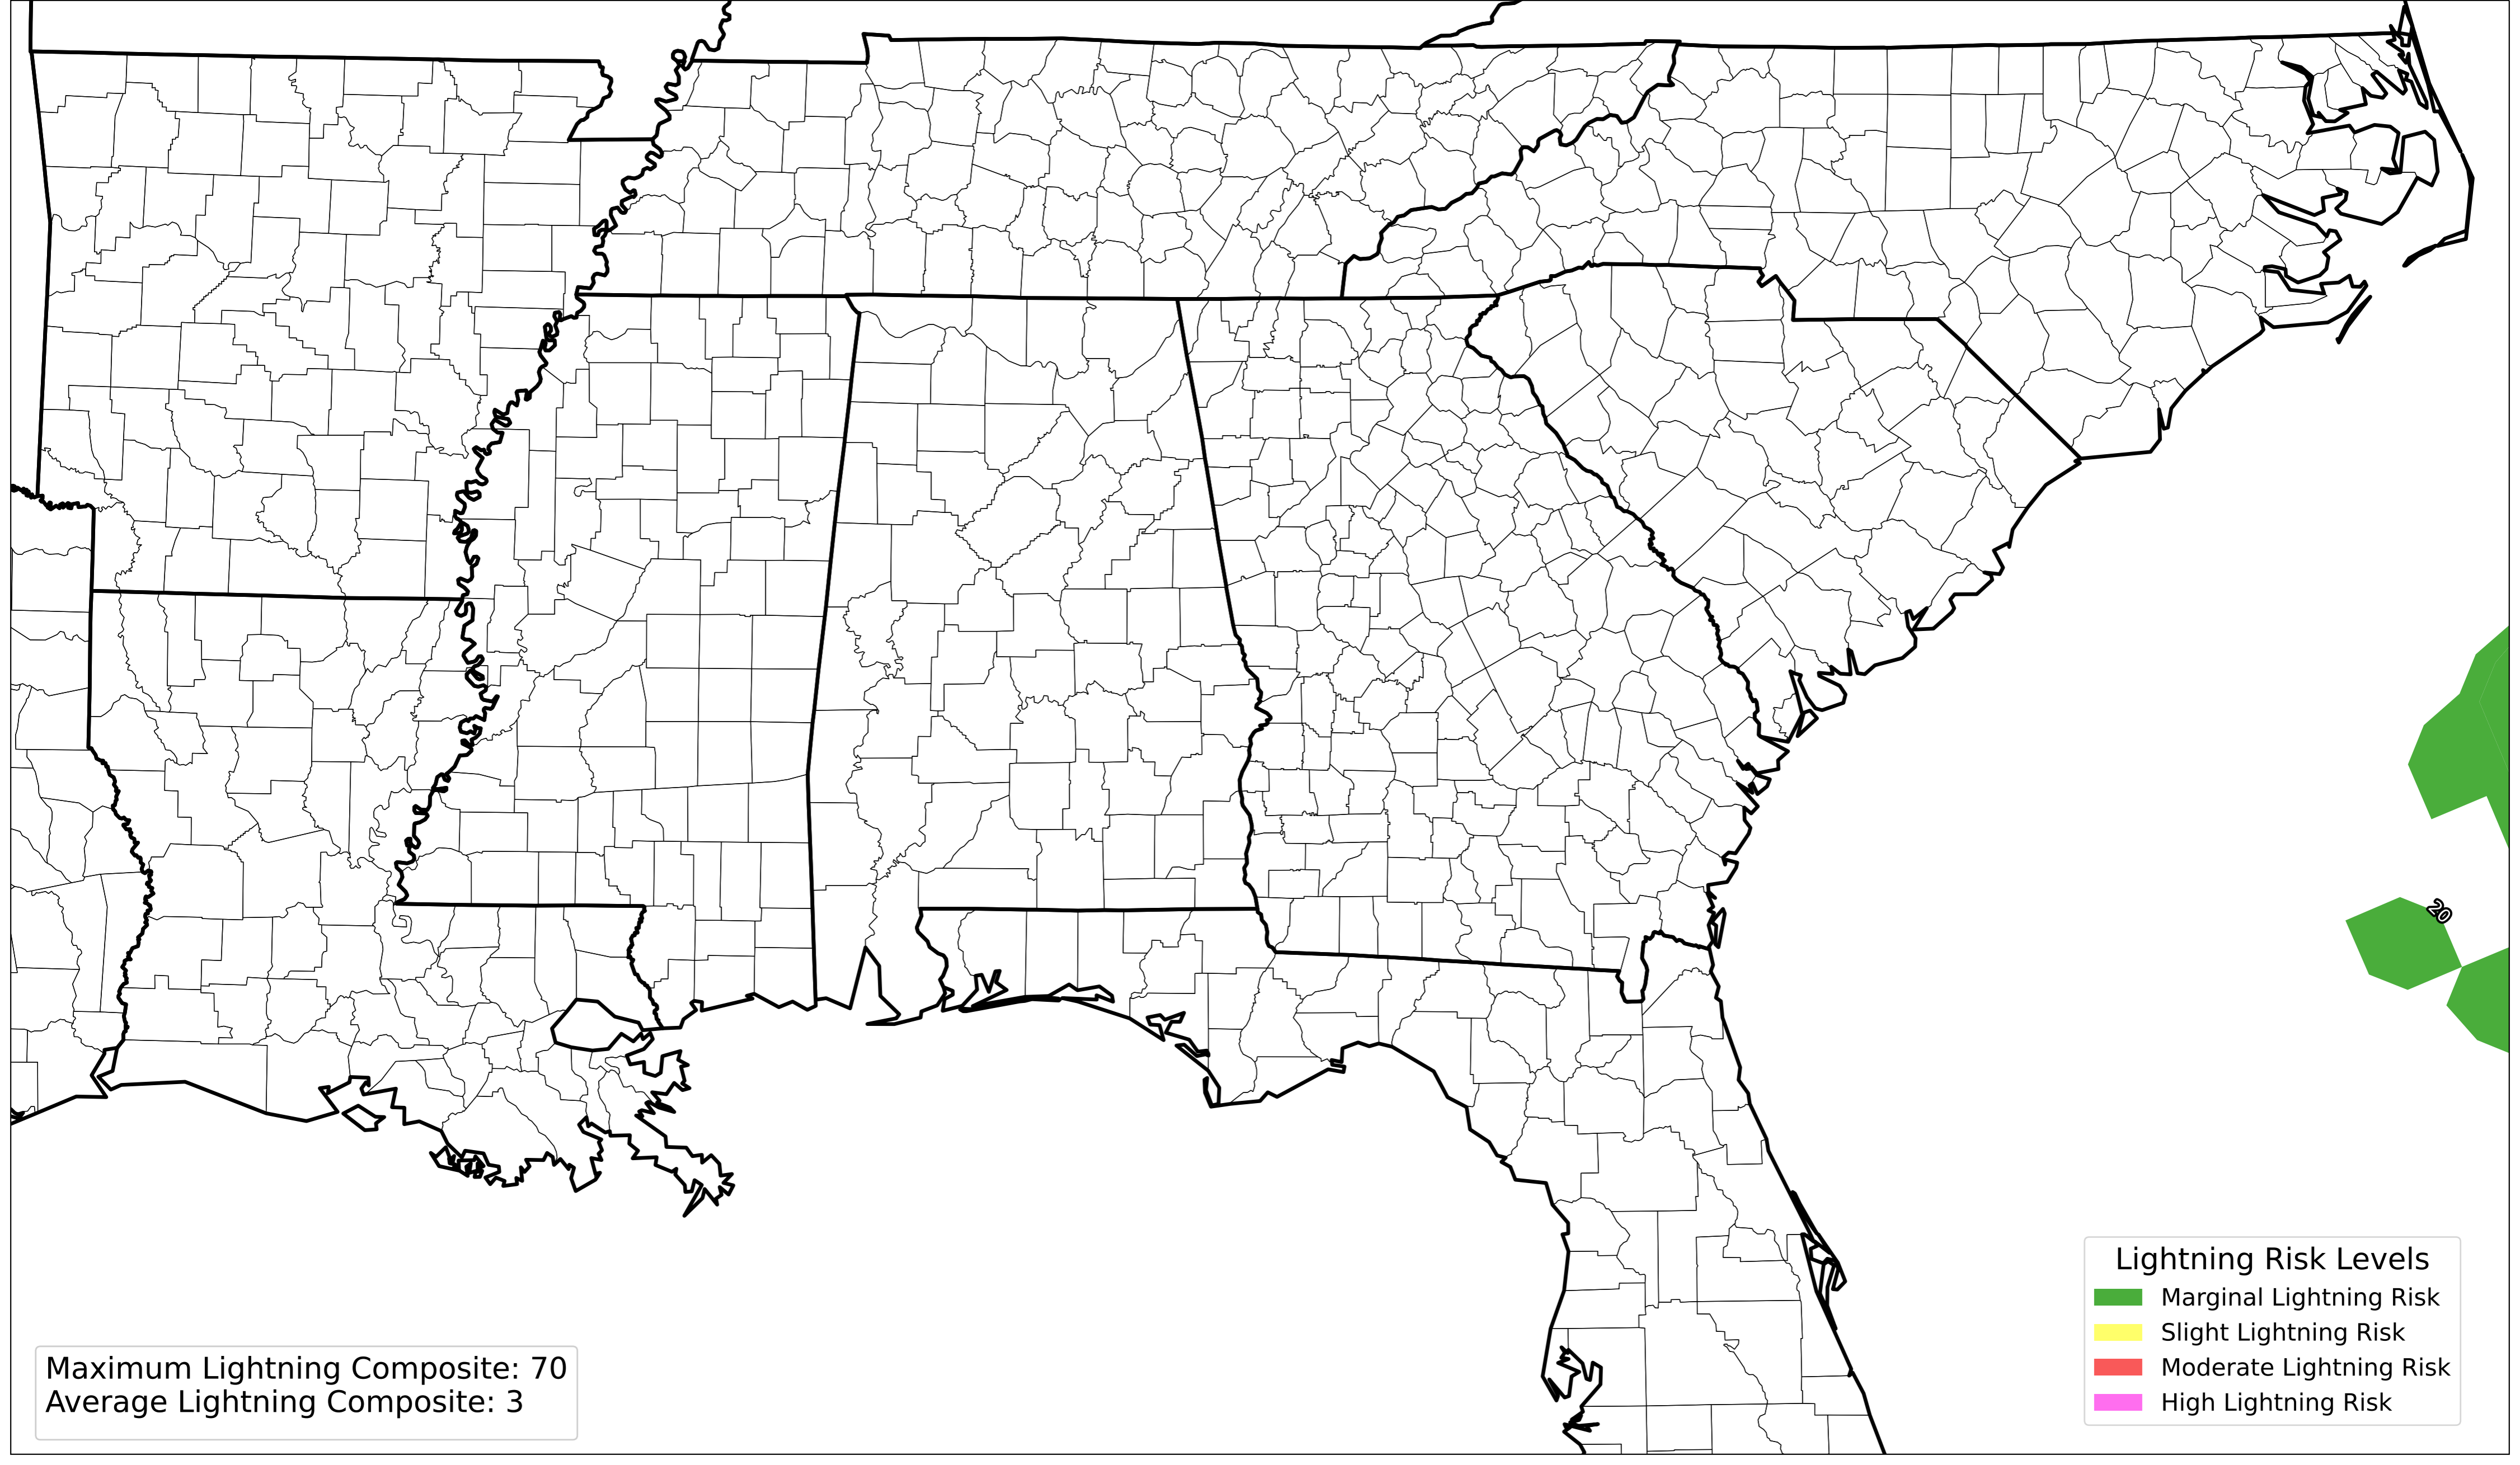 20
Lightning Risk Levels
Marginal Lightning Risk
Slight Lightning Risk
Moderate Lightning Risk
High Lightning Risk
Maximum Lightning Composite: 70
Average Lightning Composite: 3